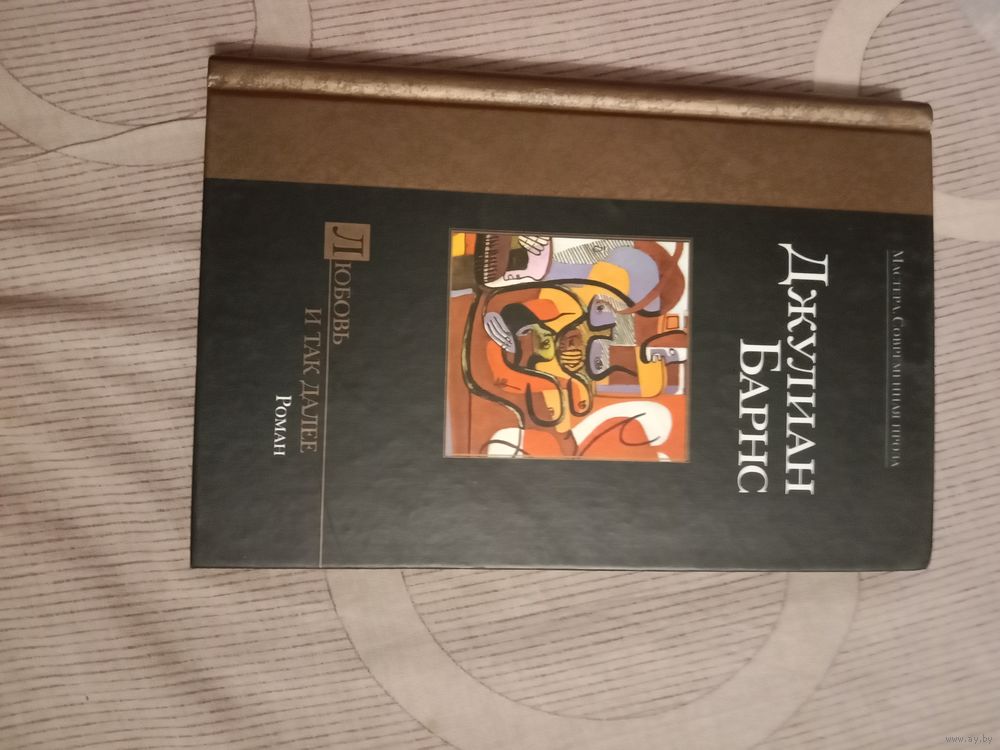 Мастера. Современная проза
Джулиан
Барнс
Любовь
и так далее
Роман
www.ay.by